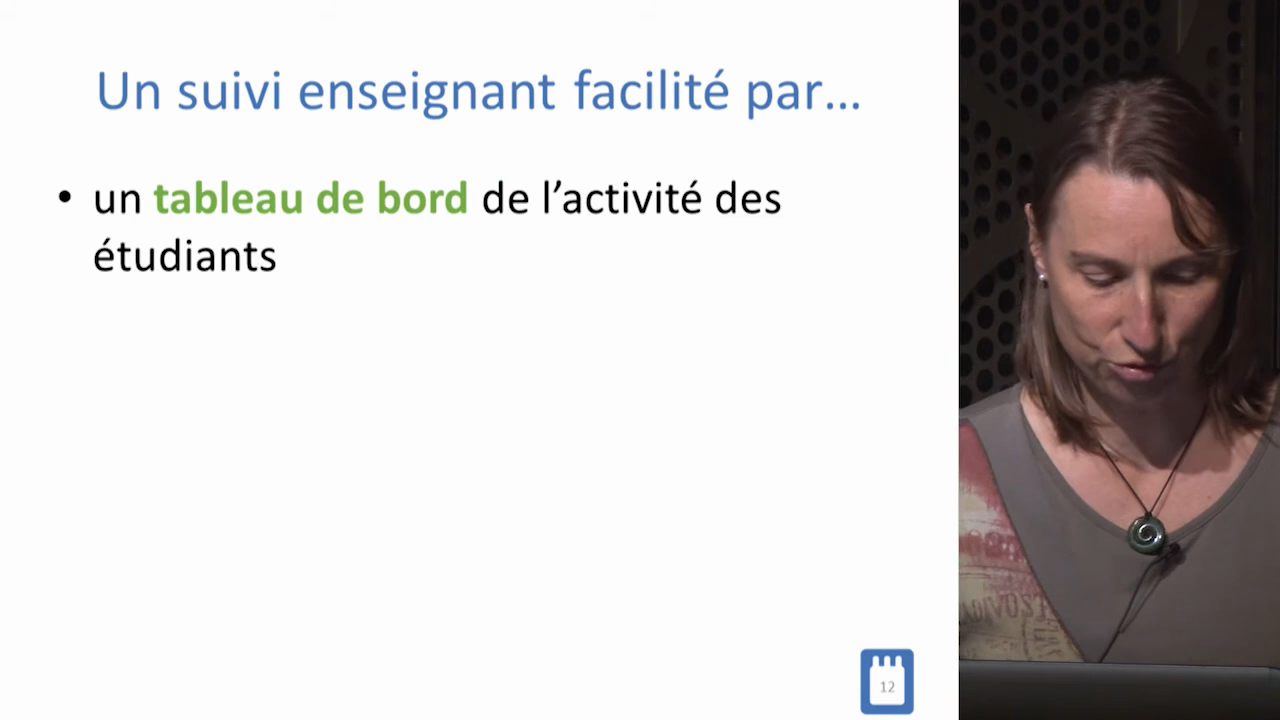 Un suivi enseignant facilité par…
• un tableau de bord de l’activité des
étudiants
12